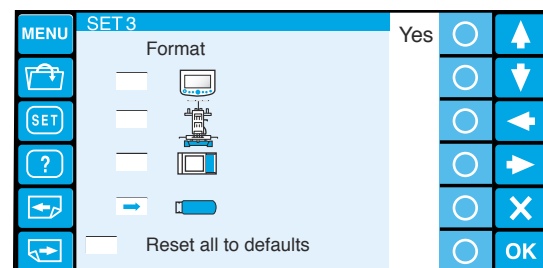 MENU
SET 3
Yes
Format
SET
?
Reset all to defaults
OK